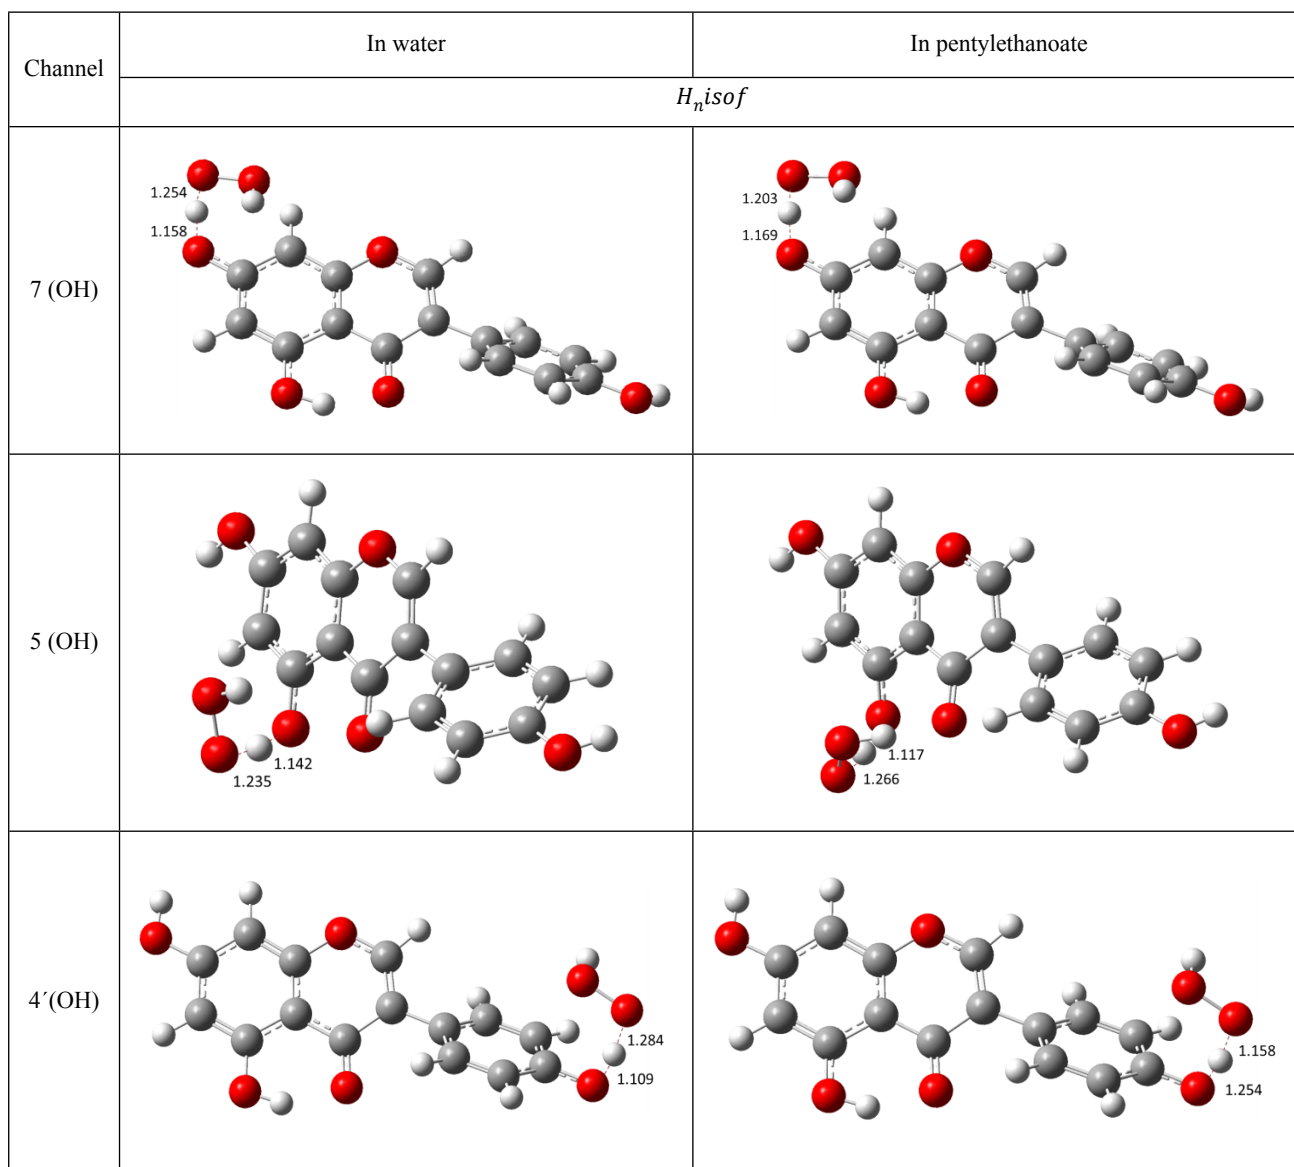 Channel
In water
In pentylethanoate
HₙisoF
7 (OH)
1.254
1.158
1.203
1.169
5 (OH)
1.142
1.235
1.117
1.266
4´(OH)
1.284
1.109
1.158
1.254